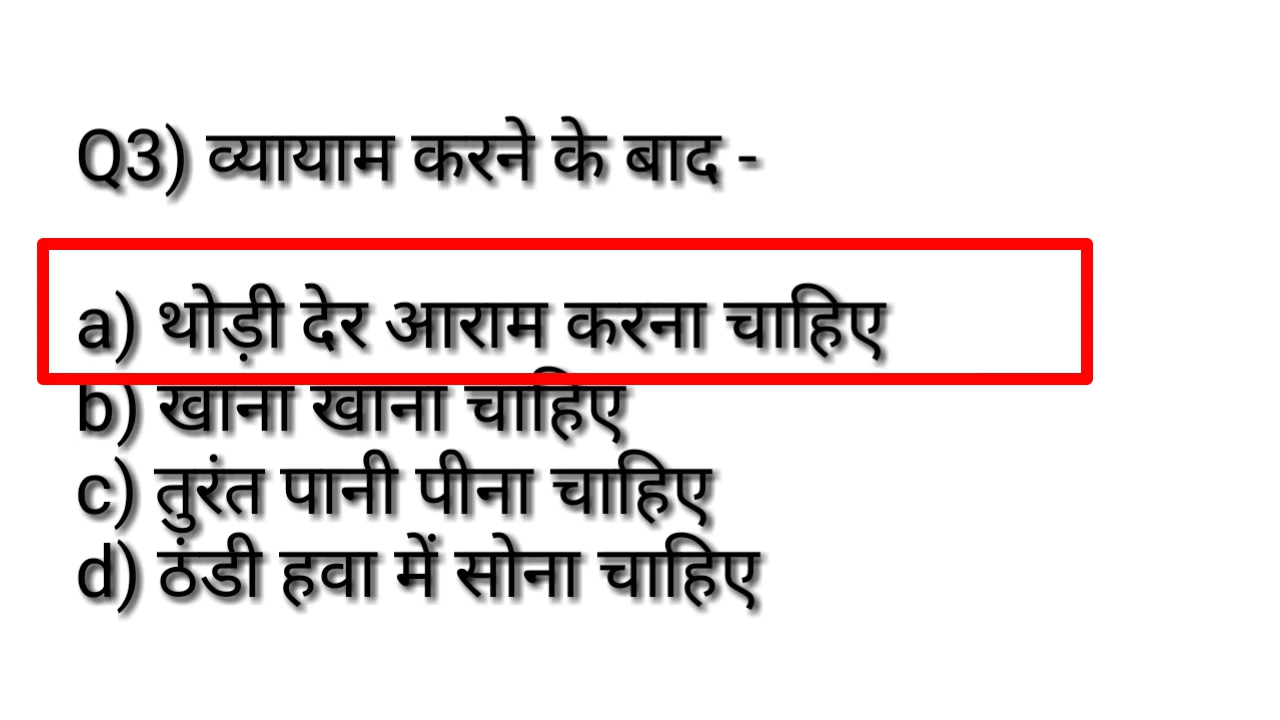 Q3) व्यायाम करने के बाद -
a) थोड़ी देर आराम करना चाहिए
b) खाना खाना चाहिए
c) तुरंत पानी पीना चाहिए
d) ठंडी हवा में सोना चाहिए